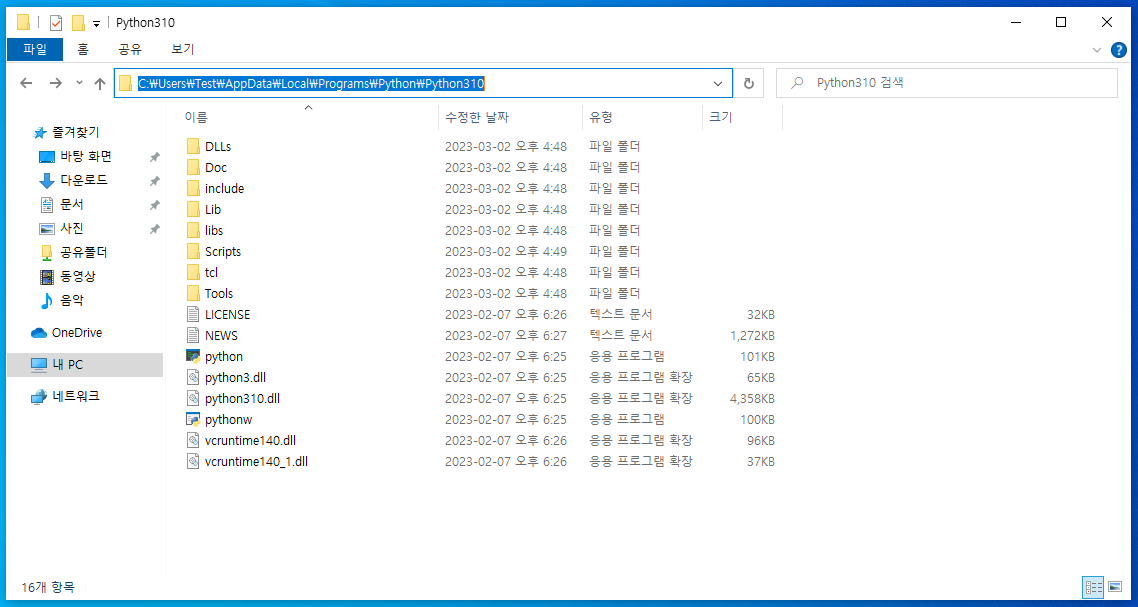 Python310
파일 홈 공유 보기
C:₩Users₩Test₩AppData₩Local₩Programs₩Python₩Python310
Python310 검색
즐겨찾기
바탕 화면
다운로드
문서
사진
공유폴더
동영상
음악
OneDrive
내 PC
네트워크
이름 수정한 날짜 유형 크기
DLLs 2023-03-02 오후 4:48 파일 폴더
Doc 2023-03-02 오후 4:48 파일 폴더
include 2023-03-02 오후 4:48 파일 폴더
Lib 2023-03-02 오후 4:48 파일 폴더
libs 2023-03-02 오후 4:48 파일 폴더
Scripts 2023-03-02 오후 4:49 파일 폴더
tcl 2023-03-02 오후 4:48 파일 폴더
Tools 2023-03-02 오후 4:48 파일 폴더
LICENSE 2023-02-07 오후 6:26 텍스트 문서 32KB
NEWS 2023-02-07 오후 6:27 텍스트 문서 1,272KB
python 2023-02-07 오후 6:25 응용 프로그램 101KB
python3.dll 2023-02-07 오후 6:25 응용 프로그램 확장 65KB
python310.dll 2023-02-07 오후 6:25 응용 프로그램 확장 4,358KB
pythonw 2023-02-07 오후 6:25 응용 프로그램 100KB
vcruntime140.dll 2023-02-07 오후 6:26 응용 프로그램 확장 96KB
vcruntime140_1.dll 2023-02-07 오후 6:26 응용 프로그램 확장 37KB
16개 항목